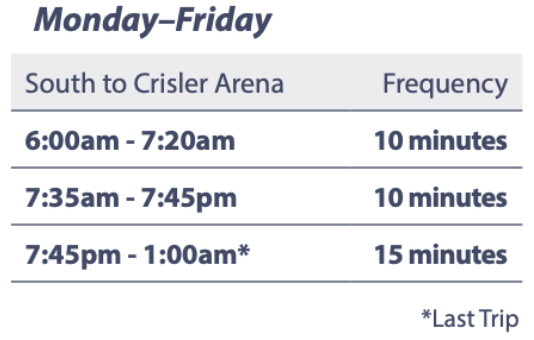 Monday–Friday
South to Crisler Arena Frequency
6:00am - 7:20am 10 minutes
7:35am - 7:45pm 10 minutes
7:45pm - 1:00am* 15 minutes
*Last Trip